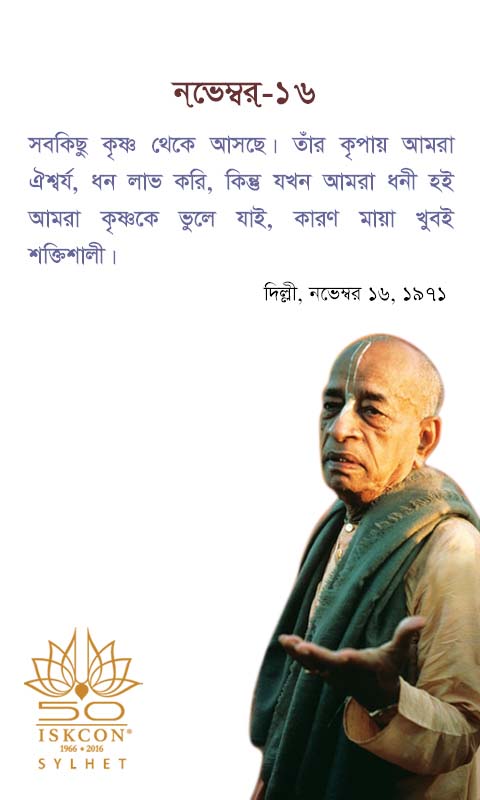 নভেম্বর-১৬
সবকিছু কৃষ্ণ থেকে আসছে। তাঁর কৃপায় আমরা
ঐশ্বর্য, ধন লাভ করি, কিন্তু যখন আমরা ধনী হই
আমরা কৃষ্ণকে ভুলে যাই, কারণ মায়া খুবই
শক্তিশালী।
দিল্লী, নভেম্বর ১৬, ১৯৭১
50
ISKCON®
1966 • 2016
SYLHET